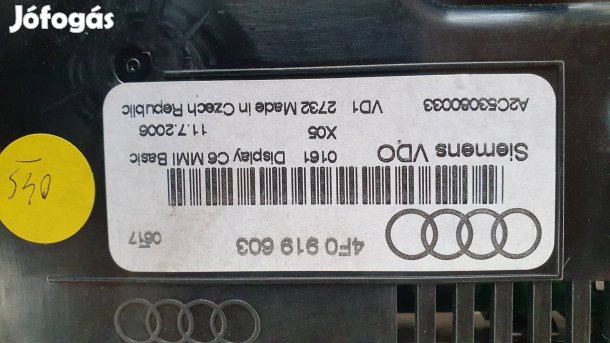 Jófogás
4F0 919 603
0617
Siemens VDO
0161 Display C6 MMI Basic
X05 11.7.2006
A2C53080033 VD1 2732 Made in Czech Republic
540